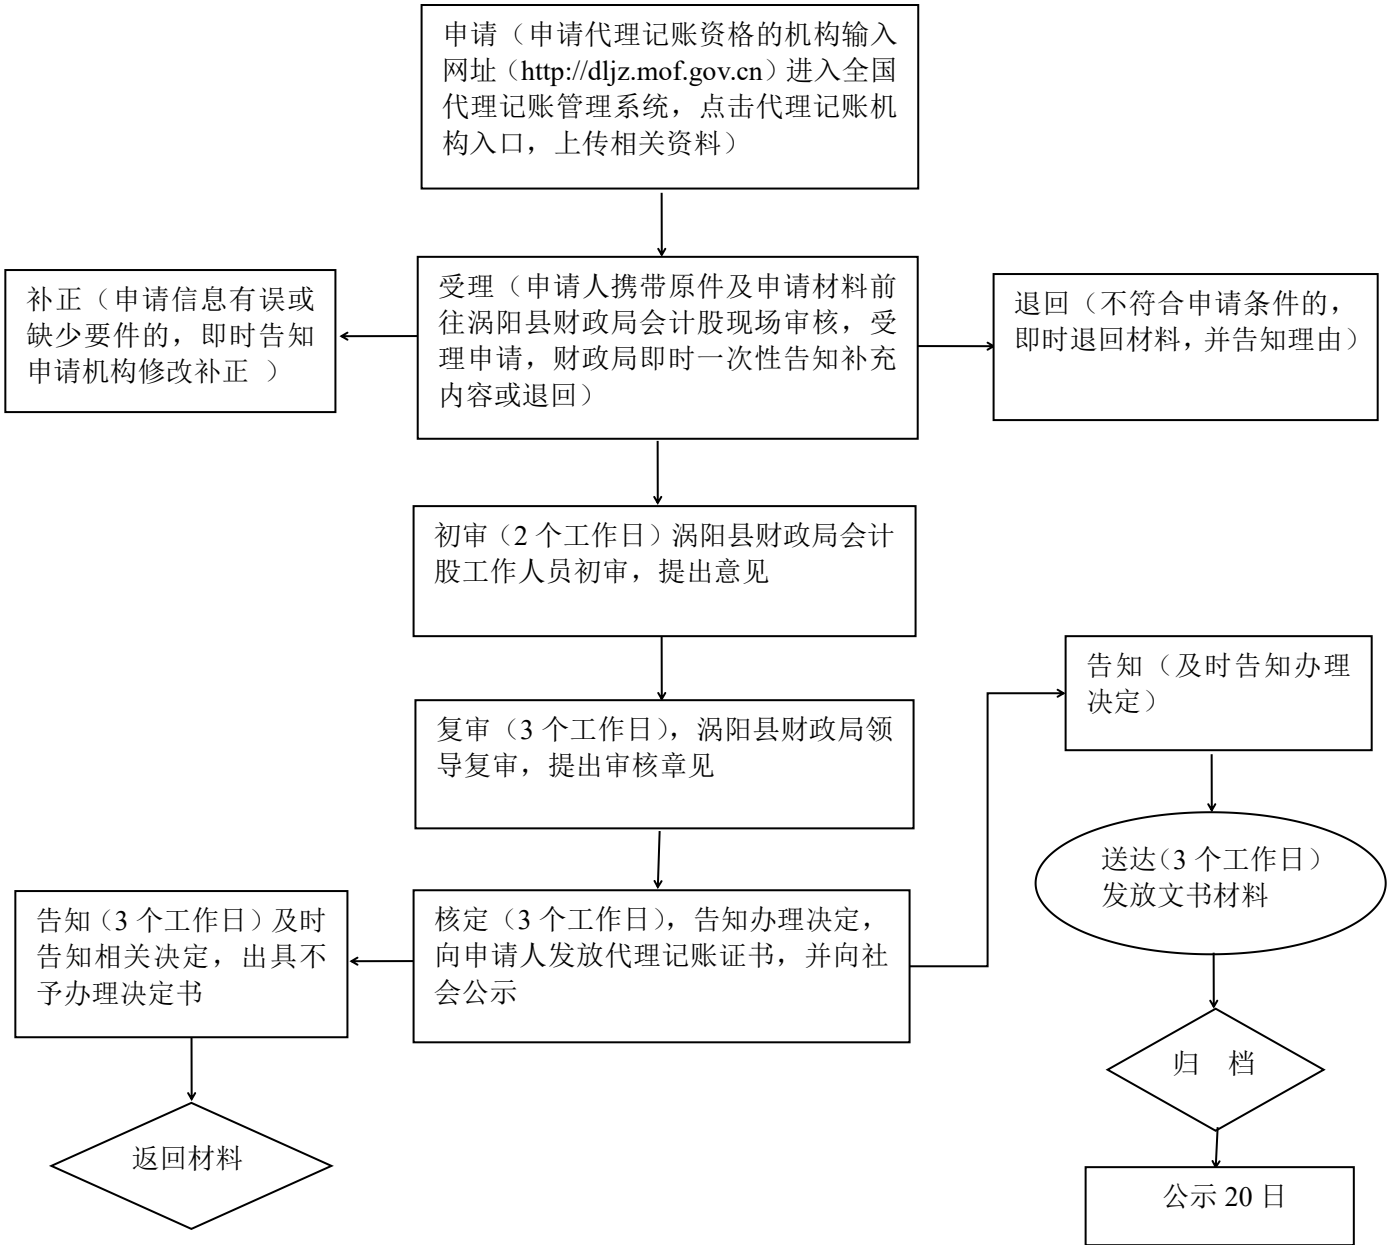 申请（申请代理记账资格的机构输入
网址（http://dljz.mof.gov.cn）进入全国
代理记账管理系统，点击代理记账机
构入口，上传相关资料）
补正（申请信息有误或
缺少要件的，即时告知
申请机构修改补正 ）
受理（申请人携带原件及申请材料前
往涡阳县财政局会计股现场审核，受
理申请，财政局即时一次性告知补充
内容或退回）
退回（不符合申请条件的，
即时退回材料，并告知理由）
初审（2 个工作日）涡阳县财政局会计
股工作人员初审，提出意见
复审（3 个工作日），涡阳县财政局领
导复审，提出审核章见
告知（及时告知办理
决定）
送达（3 个工作日）
发放文书材料
告知（3 个工作日）及时
告知相关决定，出具不
予办理决定书
核定（3 个工作日），告知办理决定，
向申请人发放代理记账证书，并向社
会公示
归 档
返回材料
公示 20 日